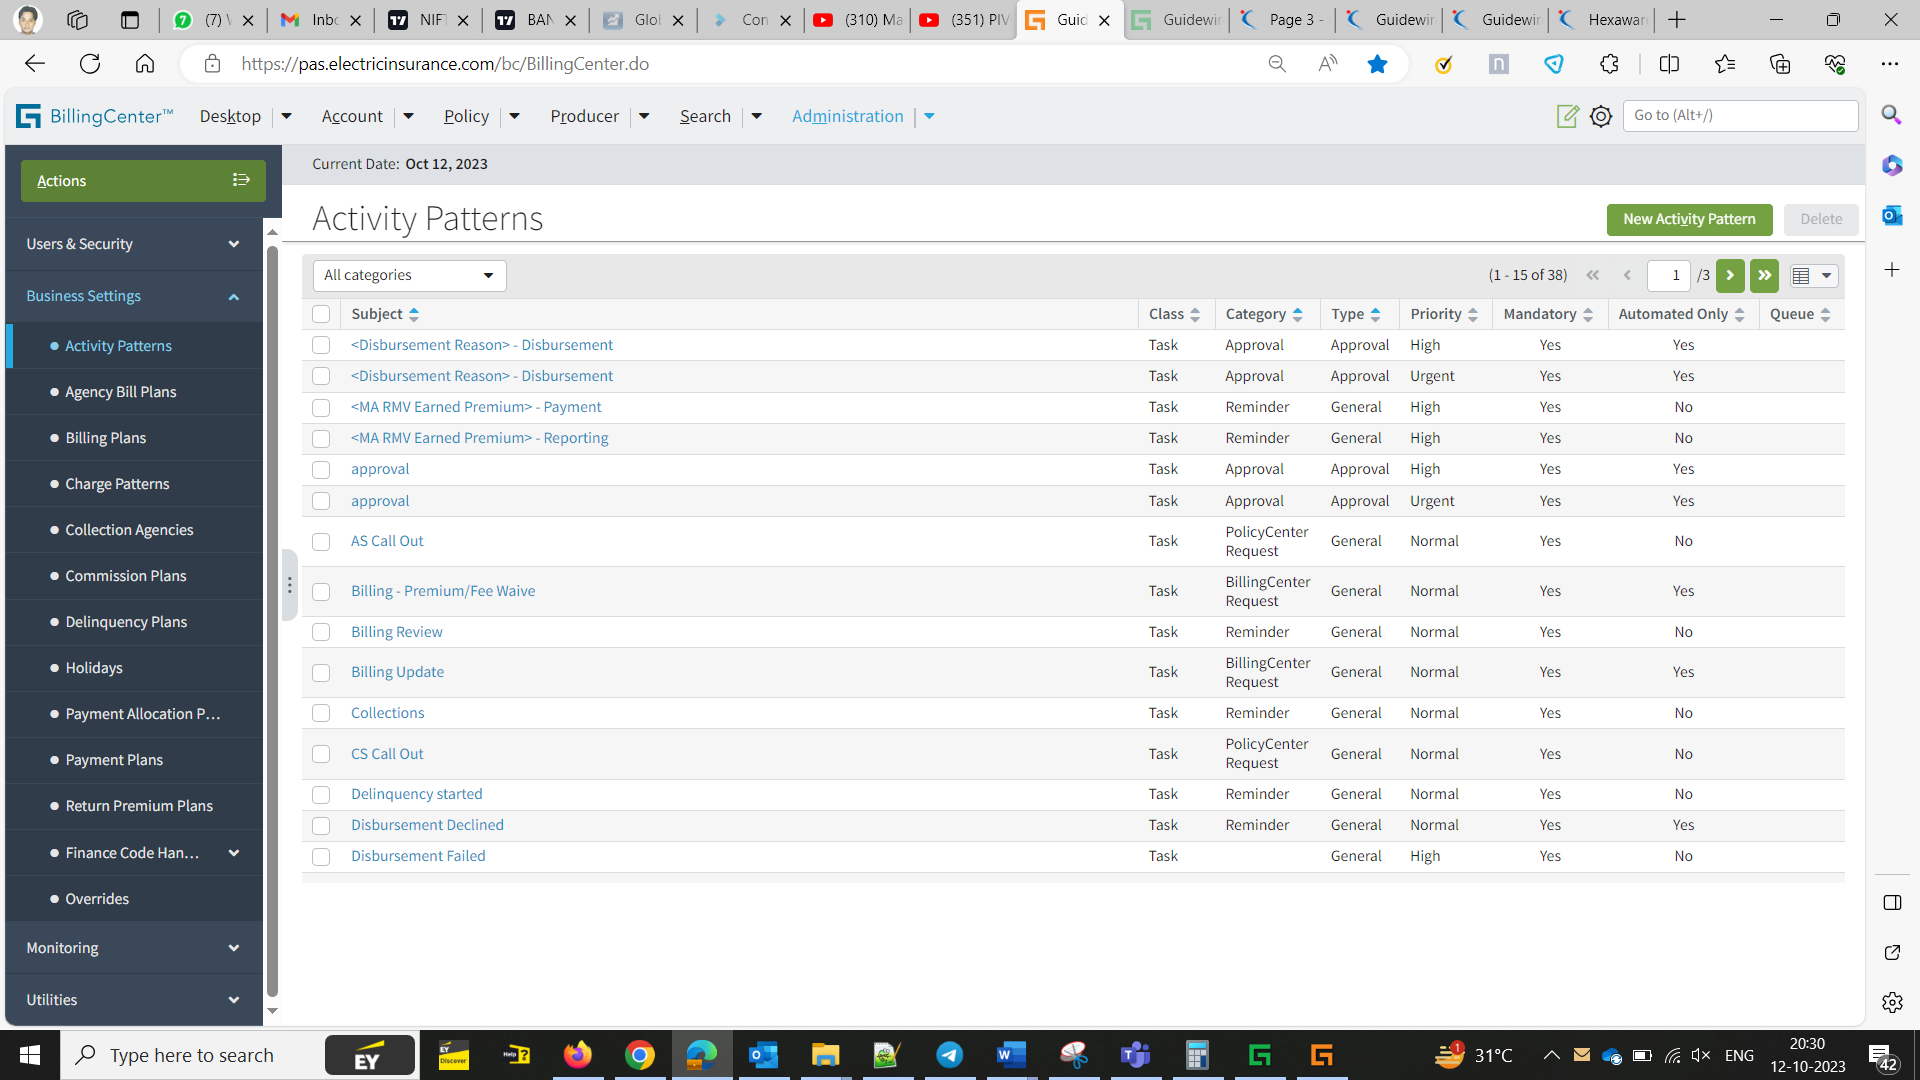 (7) W
Inbo
NIFT
BAN
Glob
Con
(310) Ma
(351) PIV
Guid
Guidewir
Page 3 -
Guidewir
Guidewir
Hexaware
https://pas.electricinsurance.com/bc/BillingCenter.do
BillingCenter™ Desktop Account Policy Producer Search Administration Go to (Alt+/)
Actions
Current Date: Oct 12, 2023
Activity Patterns
New Activity Pattern Delete
Users & Security
Business Settings
Activity Patterns
Agency Bill Plans
Billing Plans
Charge Patterns
Collection Agencies
Commission Plans
Delinquency Plans
Holidays
Payment Allocation P...
Payment Plans
Return Premium Plans
Finance Code Han...
Overrides
Monitoring
Utilities
All categories (1 - 15 of 38) 1 /3
Subject Class Category Type Priority Mandatory Automated Only Queue
<Disbursement Reason> - Disbursement Task Approval Approval High Yes Yes
<Disbursement Reason> - Disbursement Task Approval Approval Urgent Yes Yes
<MA RMV Earned Premium> - Payment Task Reminder General High Yes No
<MA RMV Earned Premium> - Reporting Task Reminder General High Yes No
approval Task Approval Approval High Yes Yes
approval Task Approval Approval Urgent Yes Yes
AS Call Out Task PolicyCenter Request General Normal Yes No
Billing - Premium/Fee Waive Task BillingCenter Request General Normal Yes Yes
Billing Review Task Reminder General Normal Yes No
Billing Update Task BillingCenter Request General Normal Yes Yes
Collections Task Reminder General Normal Yes No
CS Call Out Task PolicyCenter Request General Normal Yes No
Delinquency started Task Reminder General Normal Yes No
Disbursement Declined Task Reminder General Normal Yes Yes
Disbursement Failed Task General High Yes No
Type here to search
EY
EY Discover
Help?
1
31°C
ENG
20:30
12-10-2023
42